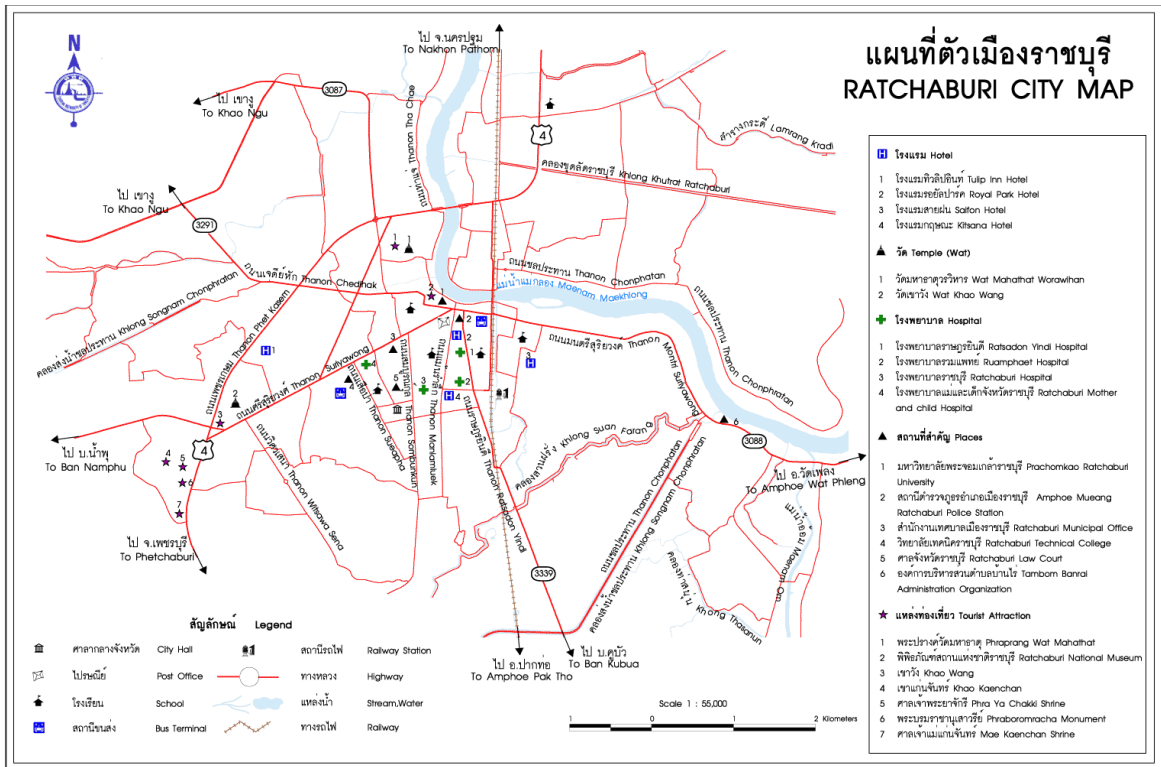 แผนที่ตัวเมืองราชบุรี
RATCHABURI CITY MAP
N
ไป จ.นครปฐม
To Nakhon Pathom
ไป เขางู
To Khao Ngu
3087
4
ไป เขางู
To Khao Ngu
3291
ถนนท่าแจ่ Thanon Tha Chae
ลำรางกระดี่ Lamrang Kradi
คลองขุดลัดราชบุรี Khlong Khutrat Ratchaburi
ถนนเจดีย์หัก Thanon Chedihak
คลองส่งน้ำชลประทาน Khlong Songnam Chonphratan
ถนนเพชรเกษม Thanon Phet Kasem
ถนนชลประทาน Thanon Chonphatan
แม่น้ำแม่กลอง Maenam Maekhlong
ถนนชลประทาน Thanon Chonphratan
ถนนมนตรีสุริยวงศ์ Thanon Montri Suriyawong
ถนนศรีสุริยวงศ์ Thanon Suriyawong
ถนนเสือป่า Thanon Sueapha
ถนนสมบูรณ์กุล Thanon Sombunkun
Thanon Maniamluek
ถนนราษฎรยินดี Thanon Ratsadon Yindi
ถนนวิศวเสนา Thanon Witsawa Sena
คลองสวนฝรั่ง Khlong Suan Farang
ถนนชลประทาน Thanon Chonphatan
คลองส่งน้ำชลประทาน Khlong Songnam Chonphratan
Khong Thasanun
แม่น้ำอ้อม Maenam Om
3088
3339
4
ไป บ.น้ำพุ
To Ban Namphu
ไป จ.เพชรบุรี
To Phetchaburi
ไป อ.วัดเพลง
To Amphoe Wat Phleng
ไป อ.ปากท่อ
To Amphoe Pak Tho
ไป บ.คูบัว
To Ban Kubua
H โรงแรม Hotel
1 โรงแรมทิวลิปอินท์ Tulip Inn Hotel
2 โรงแรมรอยัลปาร์ค Royal Park Hotel
3 โรงแรมสายฝน Saifon Hotel
4 โรงแรมกฤษณะ Kitsana Hotel
วัด Temple (Wat)
1 วัดมหาธาตุวรวิหาร Wat Mahathat Worawihan
2 วัดเขาวัง Wat Khao Wang
โรงพยาบาล Hospital
1 โรงพยาบาลราษฎรยินดี Ratsadon Yindi Hospital
2 โรงพยาบาลรวมแพทย์ Ruamphaet Hospital
3 โรงพยาบาลราชบุรี Ratchaburi Hospital
4 โรงพยาบาลแม่และเด็กจังหวัดราชบุรี Ratchaburi Mother
and child Hospital
สถานที่สำคัญ Places
1 มหาวิทยาลัยพระจอมเกล้าราชบุรี Prachomkao Ratchaburi
University
2 สถานีตำรวจภูธรอำเภอเมืองราชบุรี Amphoe Mueang
Ratchaburi Police Station
3 สำนักงานเทศบาลเมืองราชบุรี Ratchaburi Municipal Office
4 วิทยาลัยเทคนิคราชบุรี Ratchaburi Technical College
5 ศาลจังหวัดราชบุรี Ratchaburi Law Court
6 องค์การบริหารส่วนตำบลบ้านไร่ Tambom Banrai
Administration Organization
แหล่งท่องเที่ยว Tourist Attraction
1 พระปรางค์วัดมหาธาตุ Phraprang Wat Mahathat
2 พิพิธภัณฑ์สถานแห่งชาติราชบุรี Ratchaburi National Museum
3 เขาวัง Khao Wang
4 เขาแก่นจันทร์ Khao Kaenchan
5 ศาลเจ้าพระยาจักรี Phra Ya Chakki Shrine
6 พระบรมราชานุเสาวรีย์ Phraboromracha Monument
7 ศาลเจ้าแม่แก่นจันทร์ Mae Kaenchan Shrine
สัญลักษณ์ Legend
ศาลากลางจังหวัด City Hall
สถานีรถไฟ Railway Station
ไปรษณีย์ Post Office
ทางหลวง Highway
โรงเรียน School
แหล่งน้ำ Stream,Water
สถานีขนส่ง Bus Terminal
ทางรถไฟ Railway
Scale 1 : 55,000
1 0 1 2 Kilometers